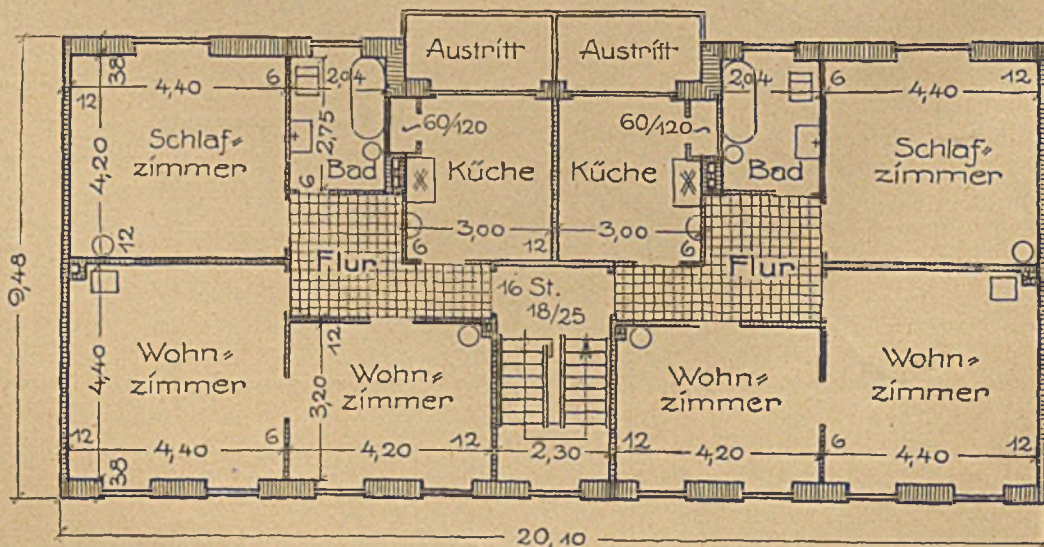 Austritt Austritt
38 6 2,04 2,04 6 12
12 4,40 4,40
60/120 60/120
2,75
4,20
Schlaf=
zimmer
Bad
Küche
Küche
Bad
Schlaf=
zimmer
6
3,00 3,00
12 6 12 6
Flur Flur
9,48
16 St.
18/25
12
Wohn=
zimmer
Wohn=
zimmer
Wohn=
zimmer
Wohn=
zimmer
4,40
3,20
12 6 12 12 6 12
4,40 4,20 2,30 4,20 4,40
38
20,10